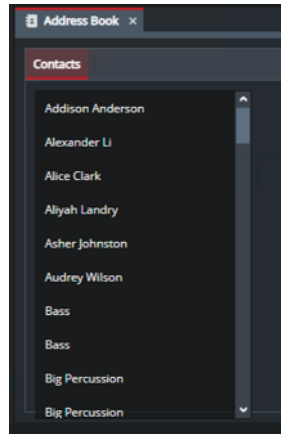 Address Book ×
Contacts
Addison Anderson
Alexander Li
Alice Clark
Aliyah Landry
Asher Johnston
Audrey Wilson
Bass
Bass
Big Percussion
Big Percussion